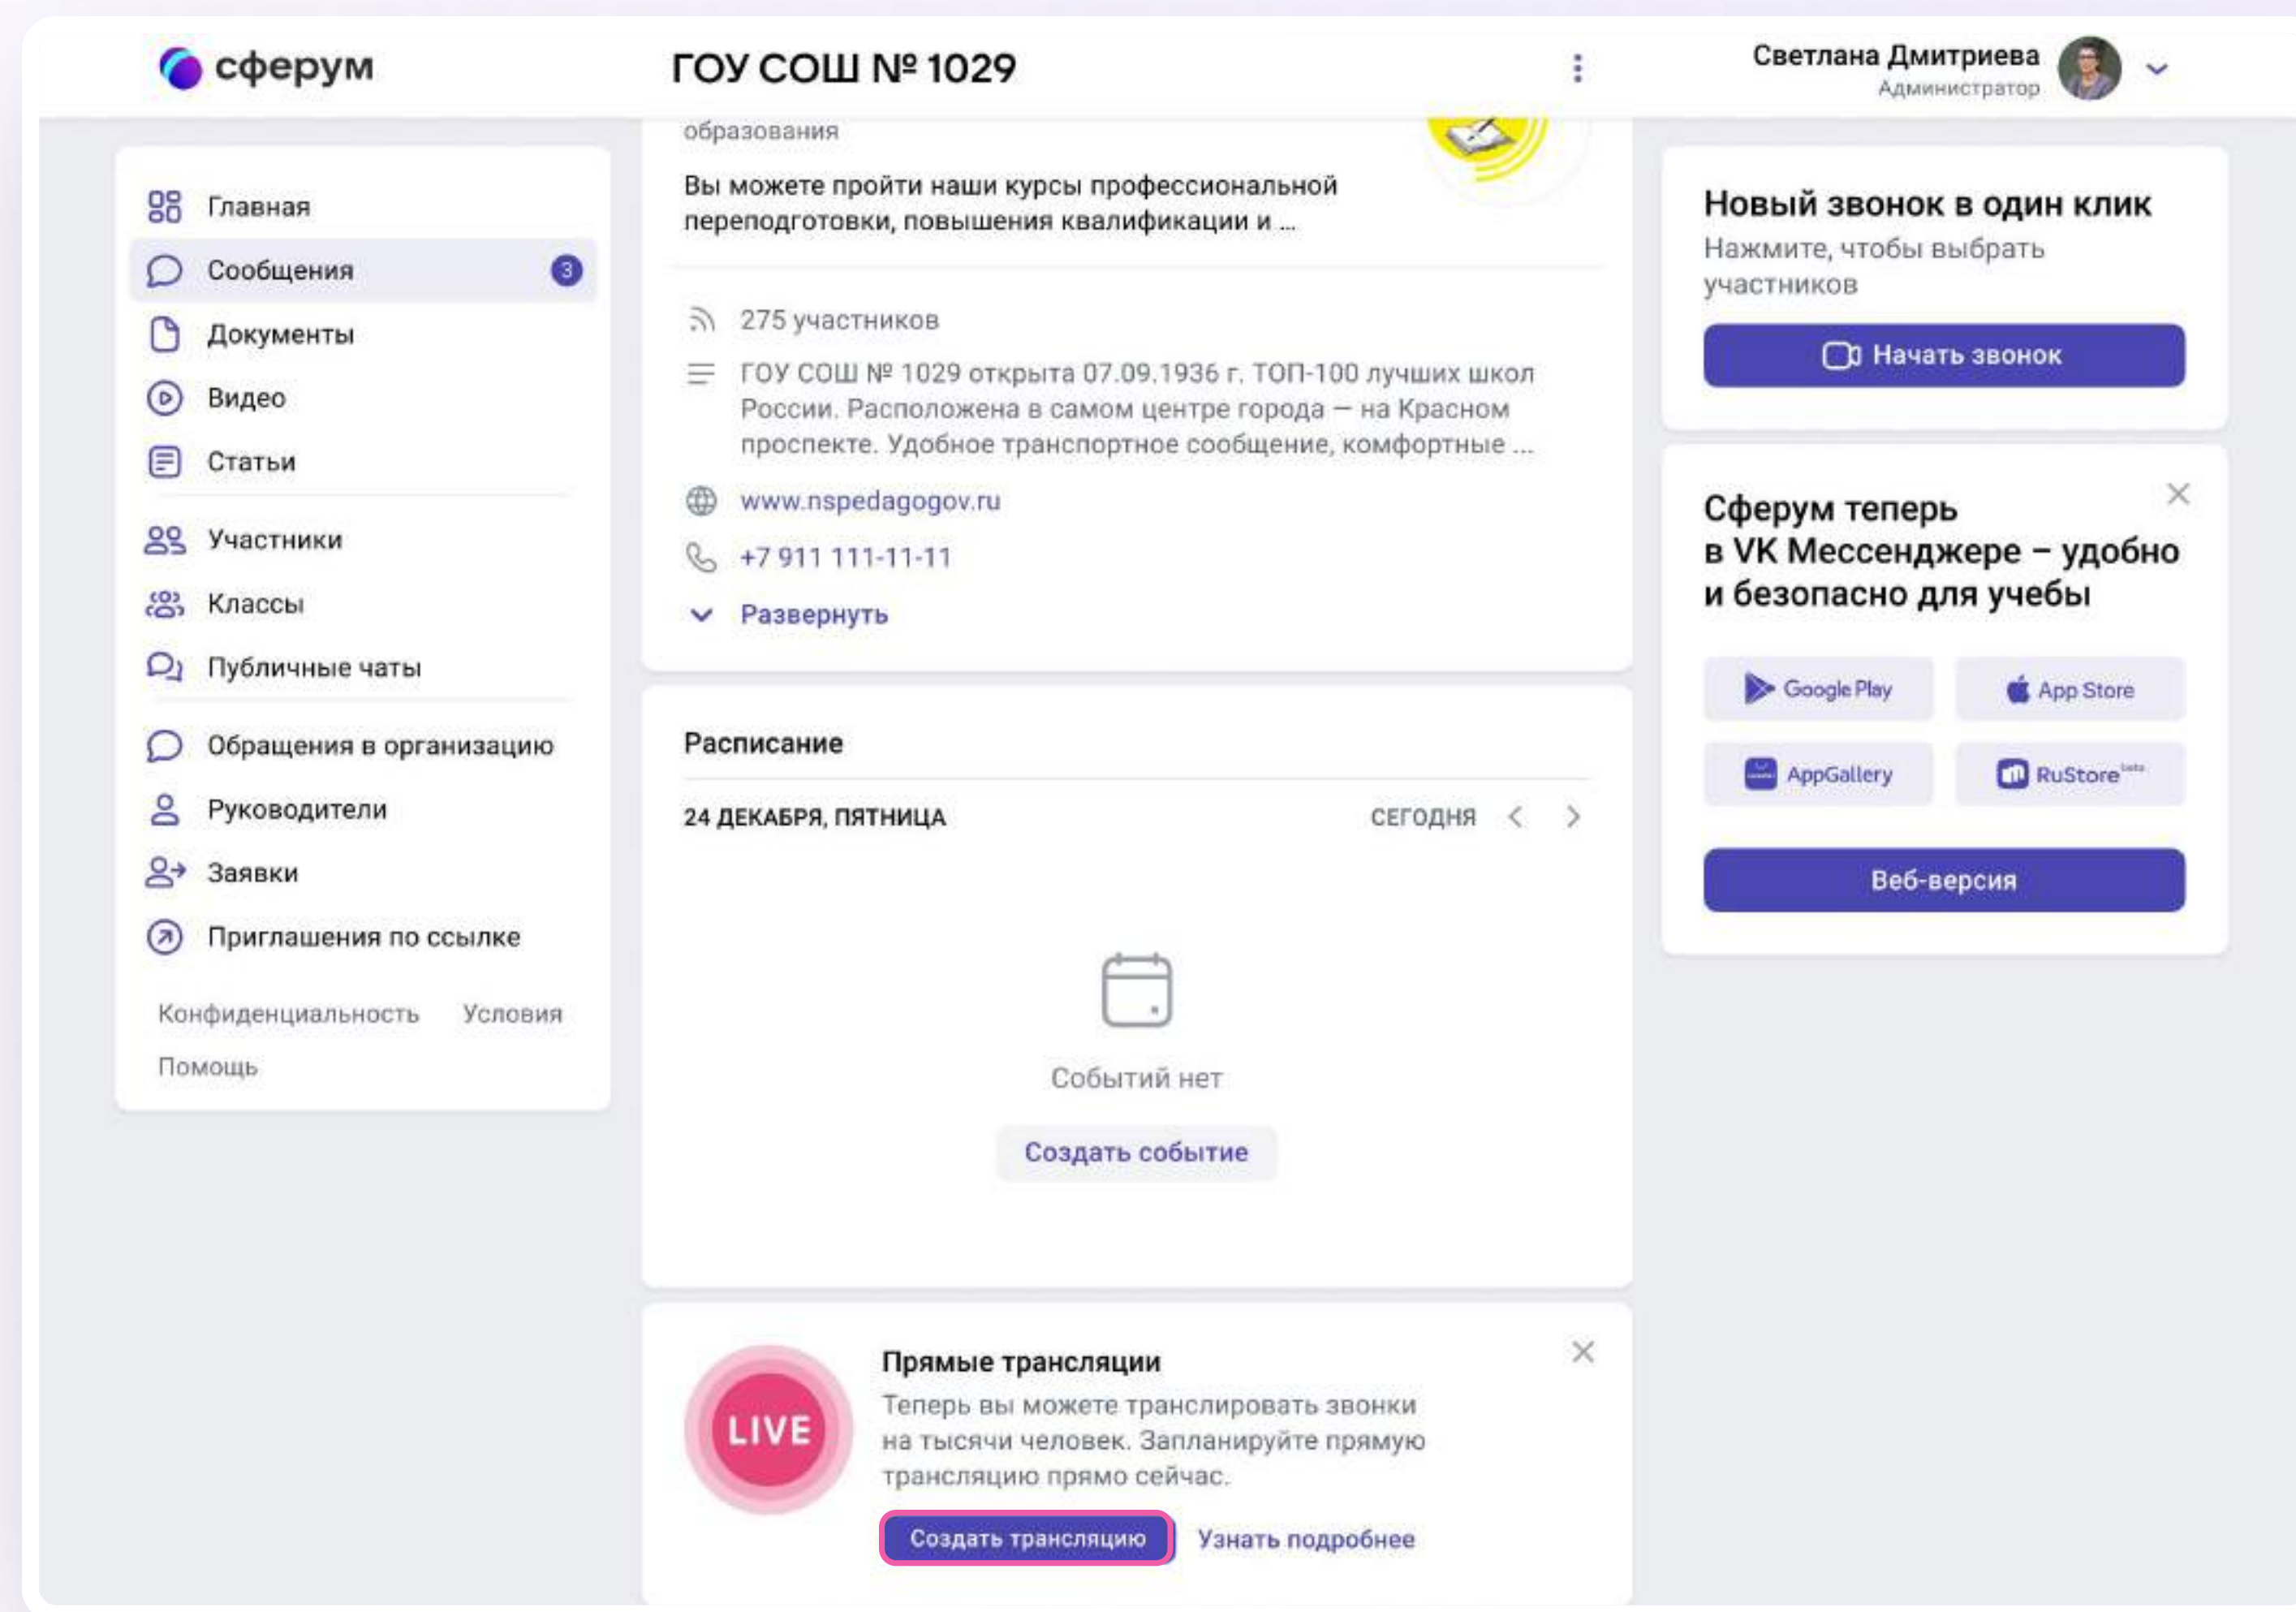 сферум
ГОУ СОШ № 1029
Светлана Дмитриева
Администратор
Главная
Сообщения 3
Документы
Видео
Статьи
Участники
Классы
Публичные чаты
Обращения в организацию
Руководители
Заявки
Приглашения по ссылке
Конфиденциальность Условия
Помощь
образования
Вы можете пройти наши курсы профессиональной
переподготовки, повышения квалификации и ...
275 участников
ГОУ СОШ № 1029 открыта 07.09.1936 г. ТОП-100 лучших школ
России. Расположена в самом центре города — на Красном
проспекте. Удобное транспортное сообщение, комфортные ...
www.nspedagogov.ru
+7 911 111-11-11
Развернуть
Расписание
24 ДЕКАБРЯ, ПЯТНИЦА СЕГОДНЯ
Событий нет
Создать событие
LIVE
Прямые трансляции
Теперь вы можете транслировать звонки
на тысячи человек. Запланируйте прямую
трансляцию прямо сейчас.
Создать трансляцию Узнать подробнее
Новый звонок в один клик
Нажмите, чтобы выбрать
участников
Начать звонок
Сферум теперь
в VK Мессенджере – удобно
и безопасно для учебы
Google Play App Store
AppGallery RuStore beta
Веб-версия